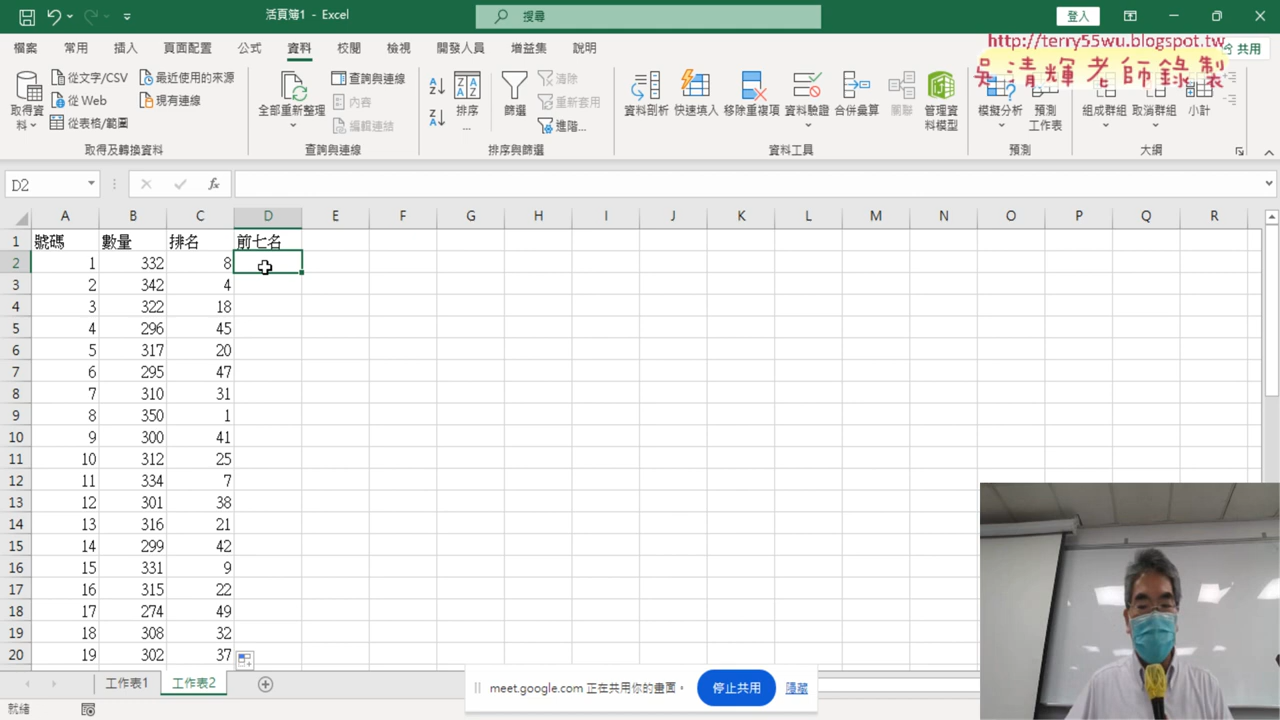 活頁簿1 - Excel
搜尋
登入
檔案 常用 插入 頁面配置 公式 資料 校閱 檢視 開發人員 增益集 說明
http://terry55wu.blogspot.tw
共用
吳清輝老師錄製
取得資料
從文字/CSV
從 Web
從表格/範圍
最近使用的來源
現有連線
取得及轉換資料
全部重新整理
查詢與連線
內容
編輯連結
查詢與連線
排序...
篩選
清除
重新套用
進階...
排序與篩選
資料剖析
快速填入
移除重複項
資料驗證
合併彙算
關聯
管理資料模型
資料工具
模擬分析
預測工作表
預測
組成群組
取消群組
小計
大綱
D2
fx
A B C D E F G H I J K L M N O P Q R
1 號碼 數量 排名 前七名
2 1 332 8
3 2 342 4
4 3 322 18
5 4 296 45
6 5 317 20
7 6 295 47
8 7 310 31
9 8 350 1
10 9 300 41
11 10 312 25
12 11 334 7
13 12 301 38
14 13 316 21
15 14 299 42
16 15 331 9
17 16 315 22
18 17 274 49
19 18 308 32
20 19 302 37
工作表1 工作表2
meet.google.com 正在共用你的畫面。 停止共用 隱藏
就緒